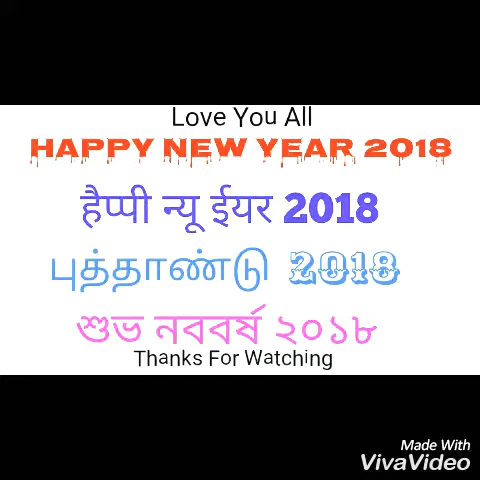 Love You All
HAPPY NEW YEAR 2018
हैप्पी न्यू ईयर 2018
புத்தாண்டு 2018
শুভ নববর্ষ ২০১৮
Thanks For Watching
Made With
VivaVideo